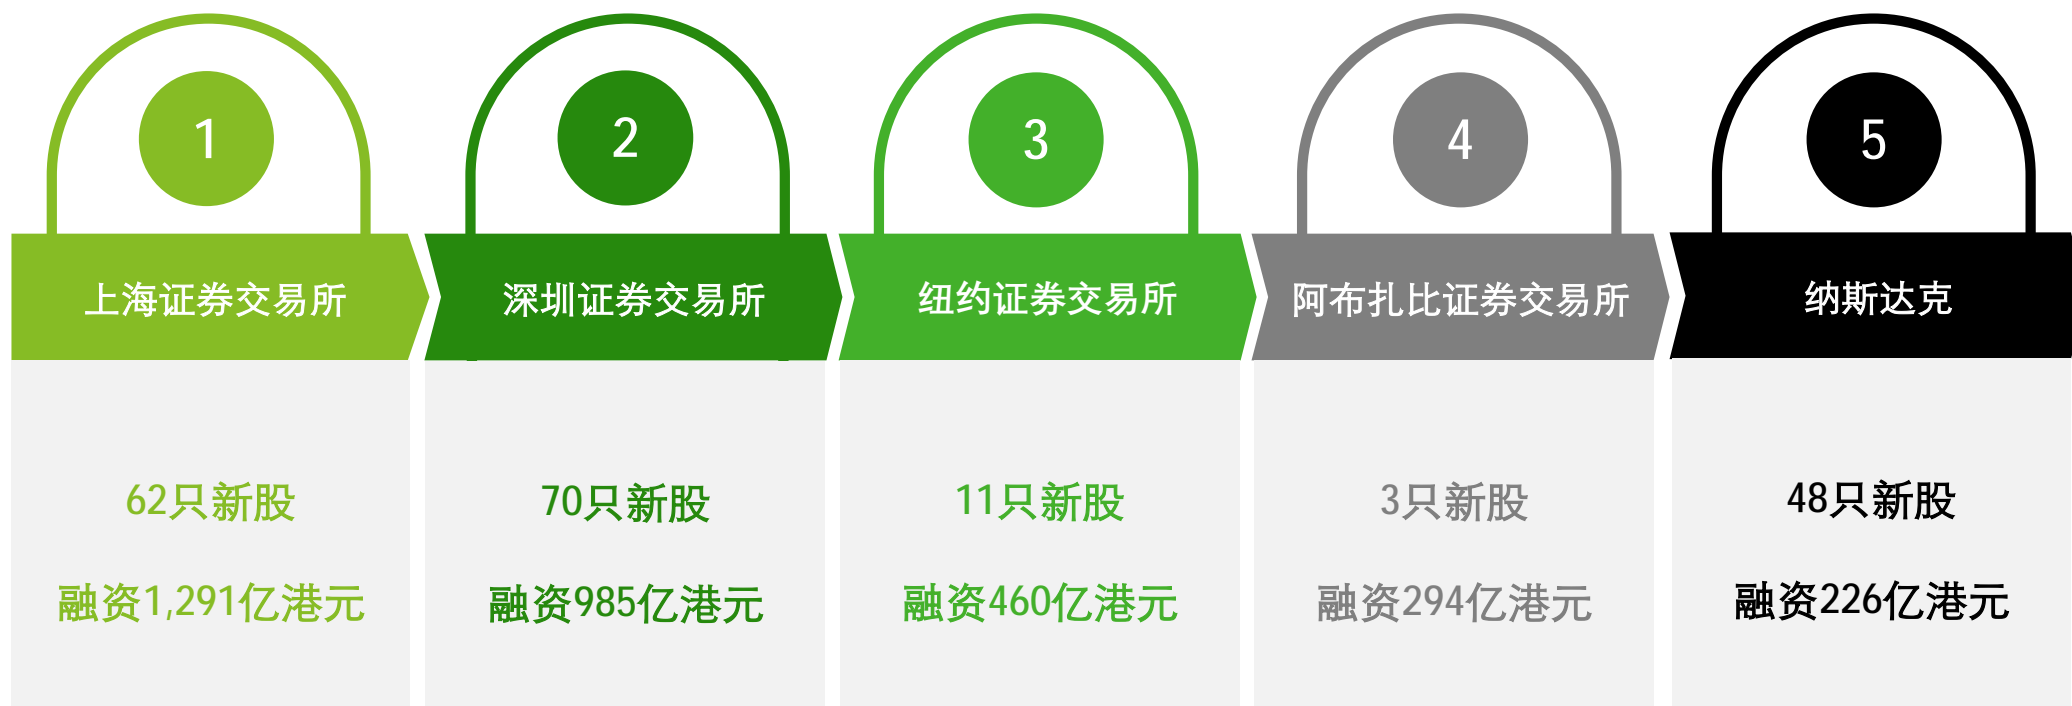 1
上海证券交易所
62只新股
融资1,291亿港元
2
深圳证券交易所
70只新股
融资985亿港元
3
纽约证券交易所
11只新股
融资460亿港元
4
阿布扎比证券交易所
3只新股
融资294亿港元
5
纳斯达克
48只新股
融资226亿港元